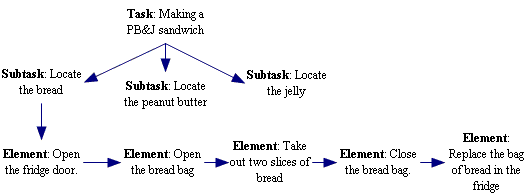 Task: Making a
PB&J sandwich
Subtask: Locate
the bread
Subtask: Locate
the peanut butter
Subtask: Locate
the jelly
Element: Open
the fridge door.
Element: Open
the bread bag
Element: Take
out two slices of
bread
Element: Close
the bread bag.
Element:
Replace the bag
of bread in the
fridge